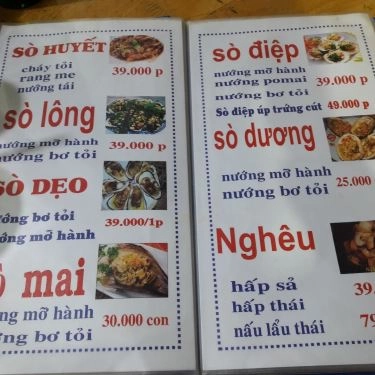 SÒ HUYẾT
cháy tỏi
rang me 39.000 p
nướng tái
sò lông
nướng mỡ hành 39.000 p
nướng bơ tỏi
SÒ DẸO
nướng bơ tỏi 39.000/1p
nướng mỡ hành
mai
mỡ hành 30.000 con
bơ tỏi
sò điệp
nướng mỡ hành
nướng pomai 39.000 p
nướng bơ tỏi
Sò điệp úp trứng cút 49.000 p
sò dương
nướng mỡ hành 25.000
nướng bơ tỏi
Nghêu
hấp sả 39.
hấp thái
nấu lẩu thái 79